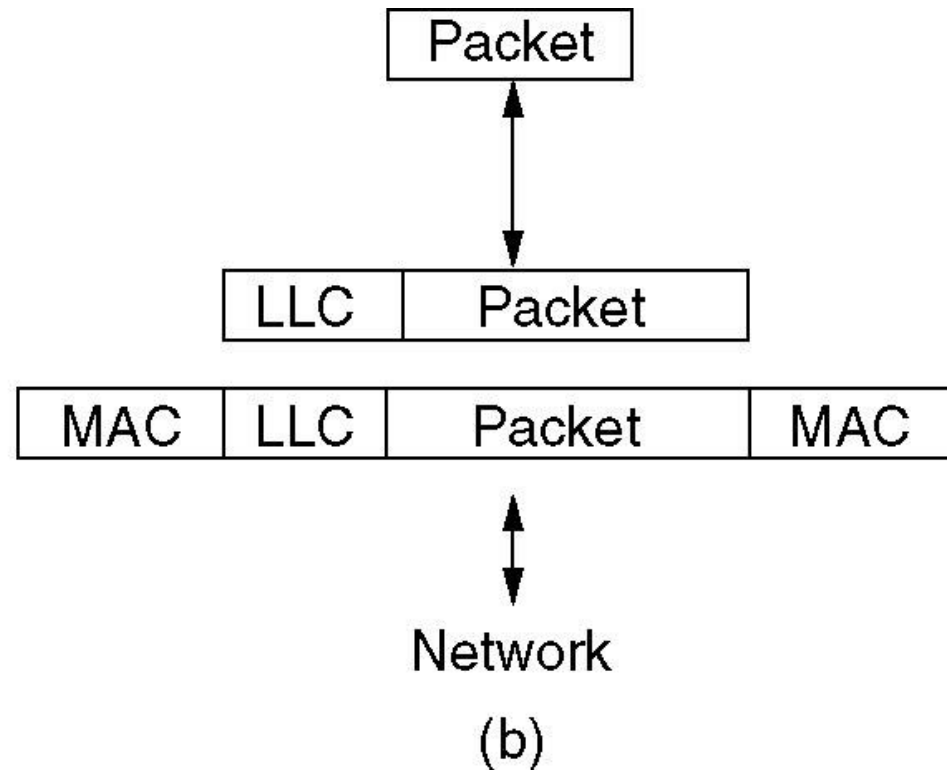 Packet
LLC Packet
MAC LLC Packet MAC
Network
(b)